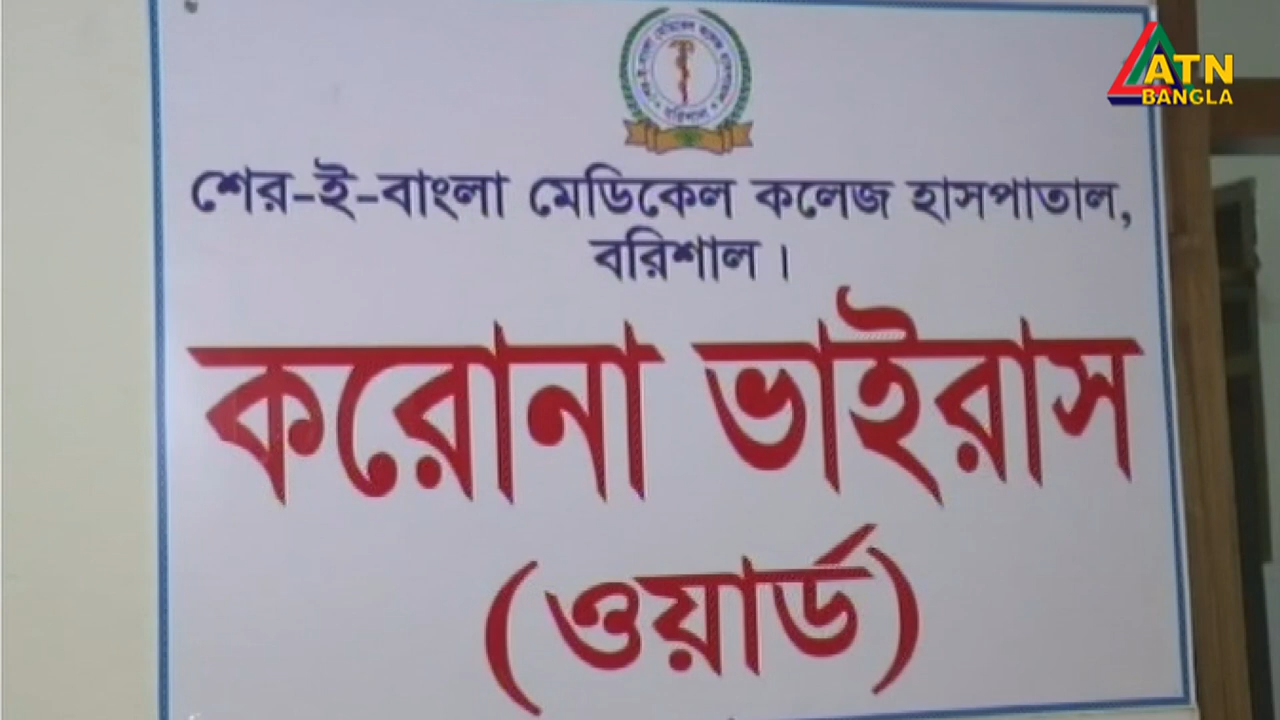 ATN
BANGLA
শের-ই-বাংলা মেডিকেল কলেজ হাসপাতাল,
বরিশাল।
করোনা ভাইরাস
(ওয়ার্ড)